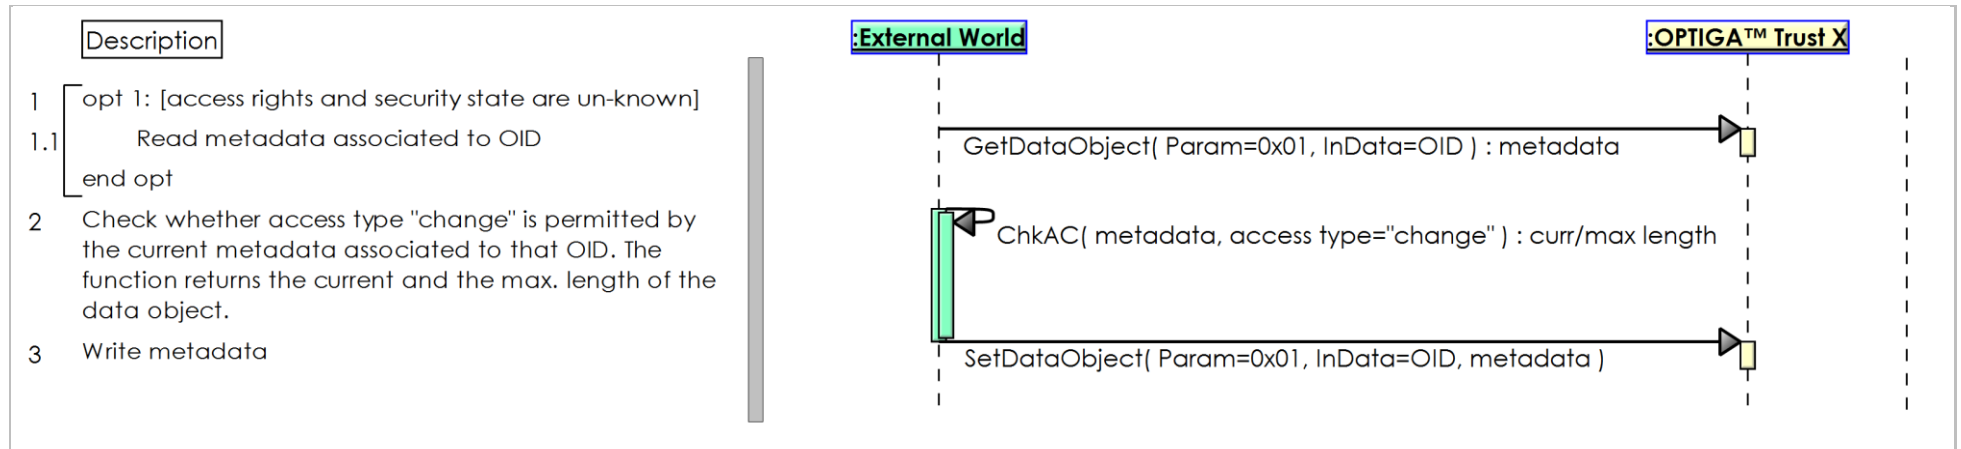 Description
:External World
:OPTIGA™ Trust X
1 opt 1: [access rights and security state are un-known]
1.1 Read metadata associated to OID
GetDataObject( Param=0x01, InData=OID ) : metadata
end opt
2 Check whether access type "change" is permitted by
the current metadata associated to that OID. The
function returns the current and the max. length of the
data object.
ChkAC( metadata, access type="change" ) : curr/max length
3 Write metadata
SetDataObject( Param=0x01, InData=OID, metadata )